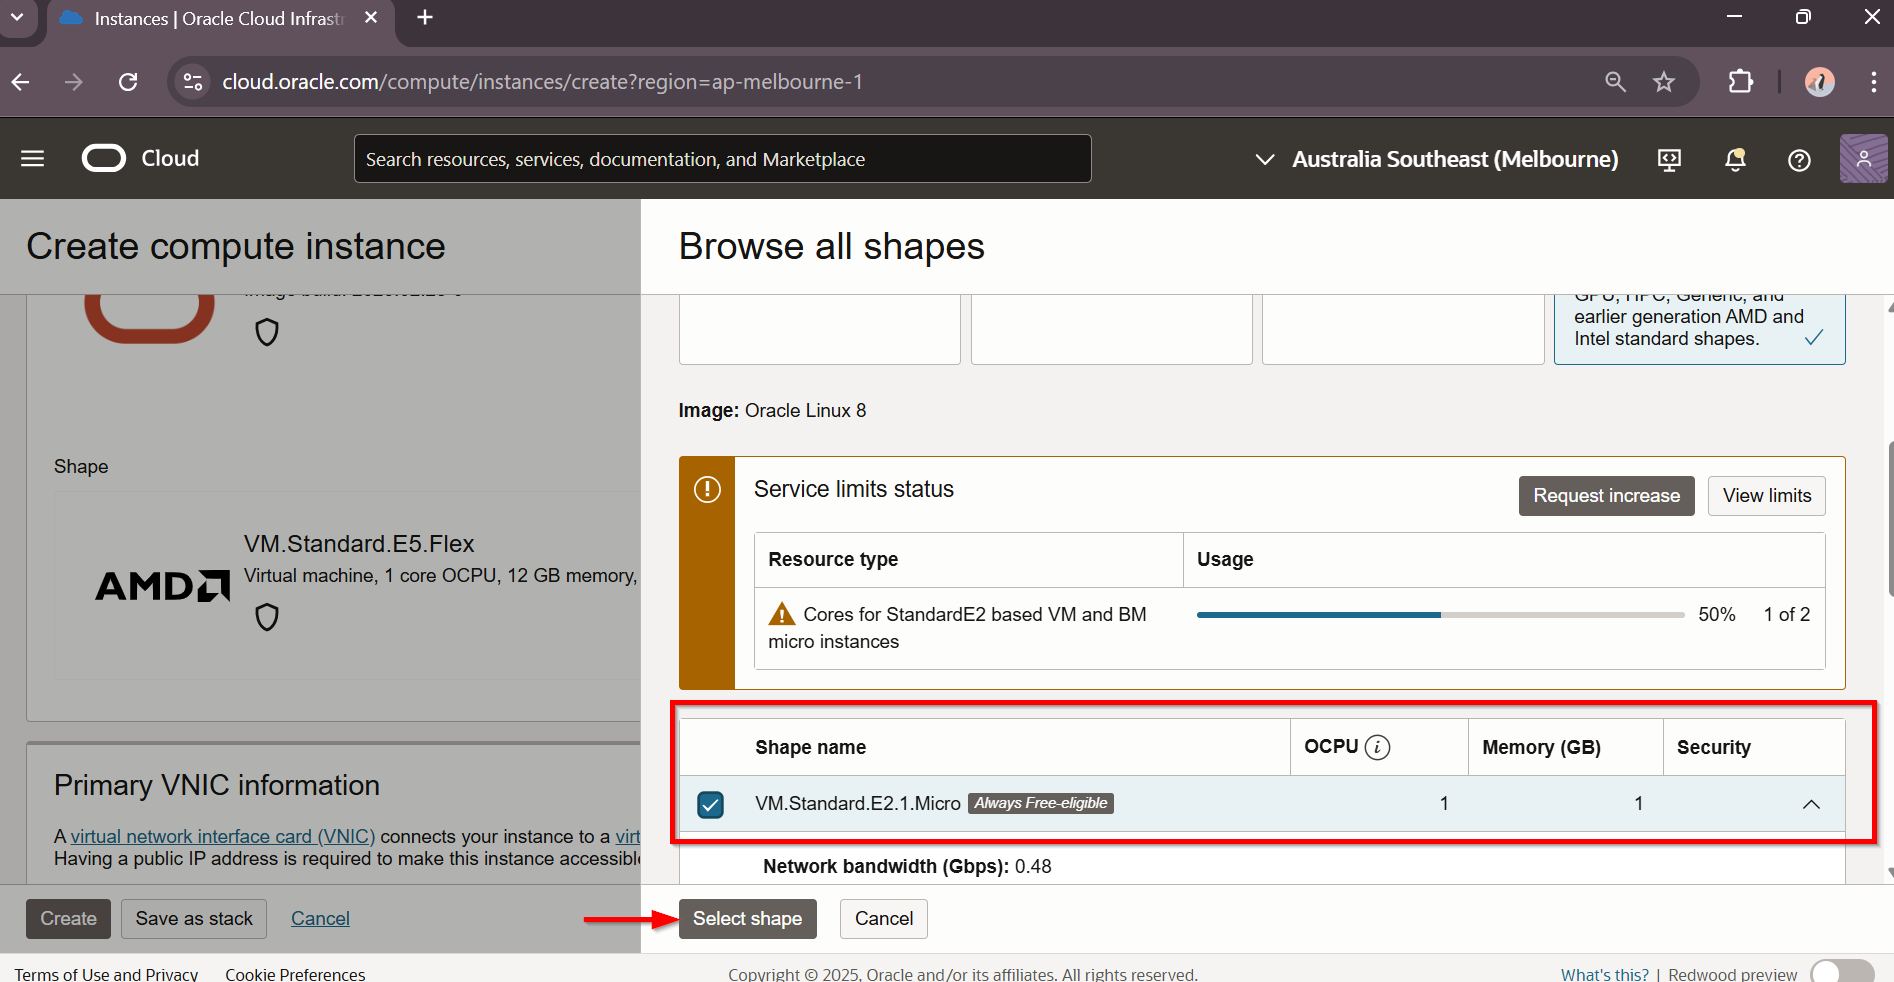 Instances | Oracle Cloud Infrastr
cloud.oracle.com/compute/instances/create?region=ap-melbourne-1
Cloud
Search resources, services, documentation, and Marketplace
Australia Southeast (Melbourne)
Create compute instance
Browse all shapes
earlier generation AMD and
Intel standard shapes.
Image: Oracle Linux 8
Shape
Service limits status
Request increase
View limits
Resource type
Usage
Cores for StandardE2 based VM and BM
micro instances
50%
1 of 2
AMD
VM.Standard.E5.Flex
Virtual machine, 1 core OCPU, 12 GB memory,
Shape name
OCPU
Memory (GB)
Security
VM.Standard.E2.1.Micro
Always Free-eligible
1
1
Network bandwidth (Gbps): 0.48
Primary VNIC information
A virtual network interface card (VNIC) connects your instance to a virt
Having a public IP address is required to make this instance accessible
Create
Save as stack
Cancel
Select shape
Cancel
Terms of Use and Privacy
Cookie Preferences
Copyright © 2025, Oracle and/or its affiliates. All rights reserved.
What's this? | Redwood preview